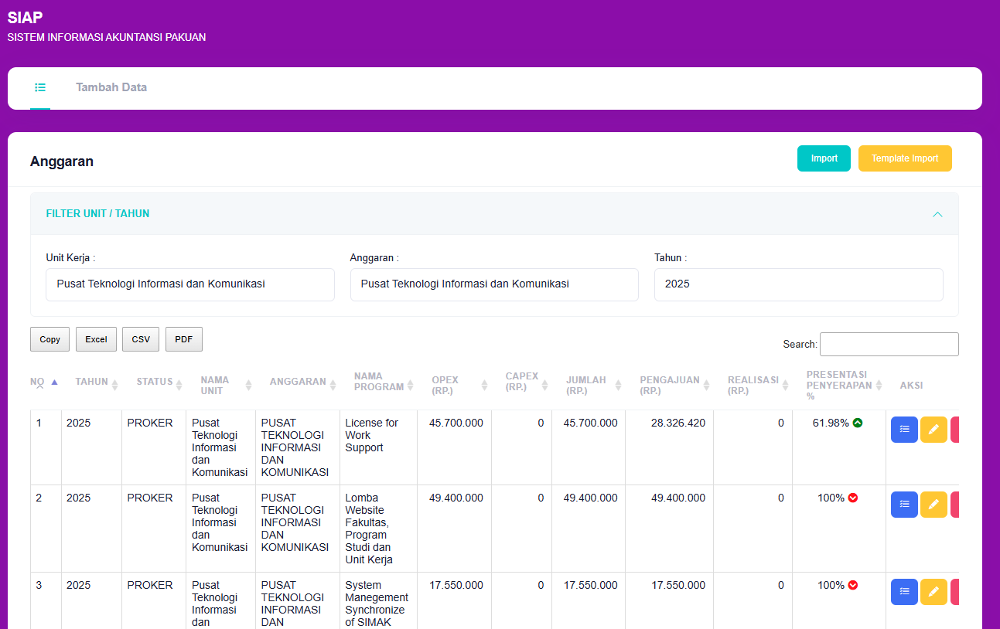 SIAP
SISTEM INFORMASI AKUNTANSI PAKUAN
Tambah Data
Anggaran
Import
Template Import
FILTER UNIT / TAHUN
Unit Kerja :
Anggaran :
Tahun :
Pusat Teknologi Informasi dan Komunikasi
Pusat Teknologi Informasi dan Komunikasi
2025
Copy
Excel
CSV
PDF
Search:
NO
TAHUN
STATUS
NAMA
UNIT
ANGGARAN
NAMA
PROGRAM
OPEX
(RP.)
CAPEX
(RP.)
JUMLAH
(RP.)
PENGAJUAN
(RP.)
REALISASI
(RP.)
PRESENTASI
PENYERAPAN
%
AKSI
1
2025
PROKER
Pusat
Teknologi
Informasi
dan
Komunikasi
PUSAT
TEKNOLOGI
INFORMASI
DAN
KOMUNIKASI
License for
Work
Support
45.700.000
0
45.700.000
28.326.420
0
61.98%
2
2025
PROKER
Pusat
Teknologi
Informasi
dan
Komunikasi
PUSAT
TEKNOLOGI
INFORMASI
DAN
KOMUNIKASI
Lomba
Website
Fakultas,
Program
Studi dan
Unit Kerja
49.400.000
0
49.400.000
49.400.000
0
100%
3
2025
PROKER
Pusat
Teknologi
Informasi
dan
PUSAT
TEKNOLOGI
INFORMASI
DAN
System
Manegement
Synchronize
of SIMAK
17.550.000
0
17.550.000
17.550.000
0
100%